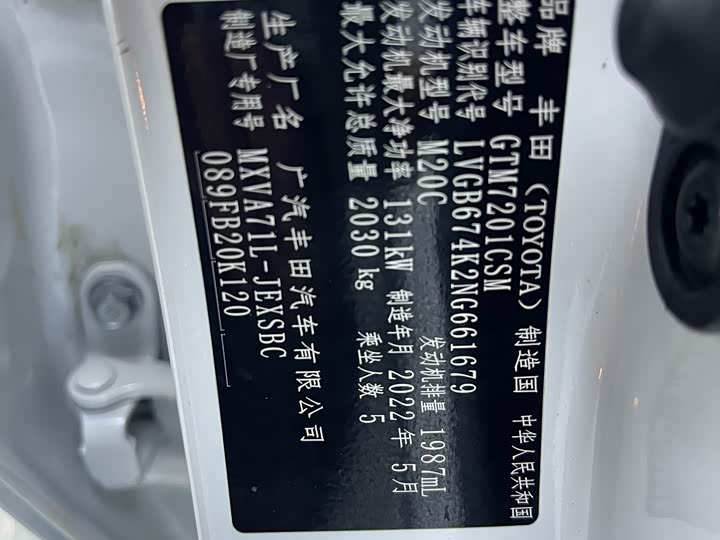 品牌 丰田 (TOYOTA) 制造国 中华人民共和国
整车型号 GTM7201CSM
车辆识别代号 LVGB674K2NG661679
发动机型号 M20C 发动机排量 1987mL
发动机最大净功率 131kW 制造年月 2022年5月
最大允许总质量 2030 kg 乘坐人数 5
生产厂名 广汽丰田汽车有限公司
制造厂专用号 MXVA71L-JEXSBC
089FB20K120